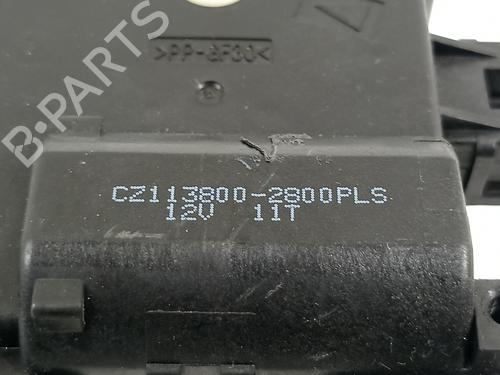 >PP-GF30<
B-PARTS
CZ113800-2800PLS
12V 11T